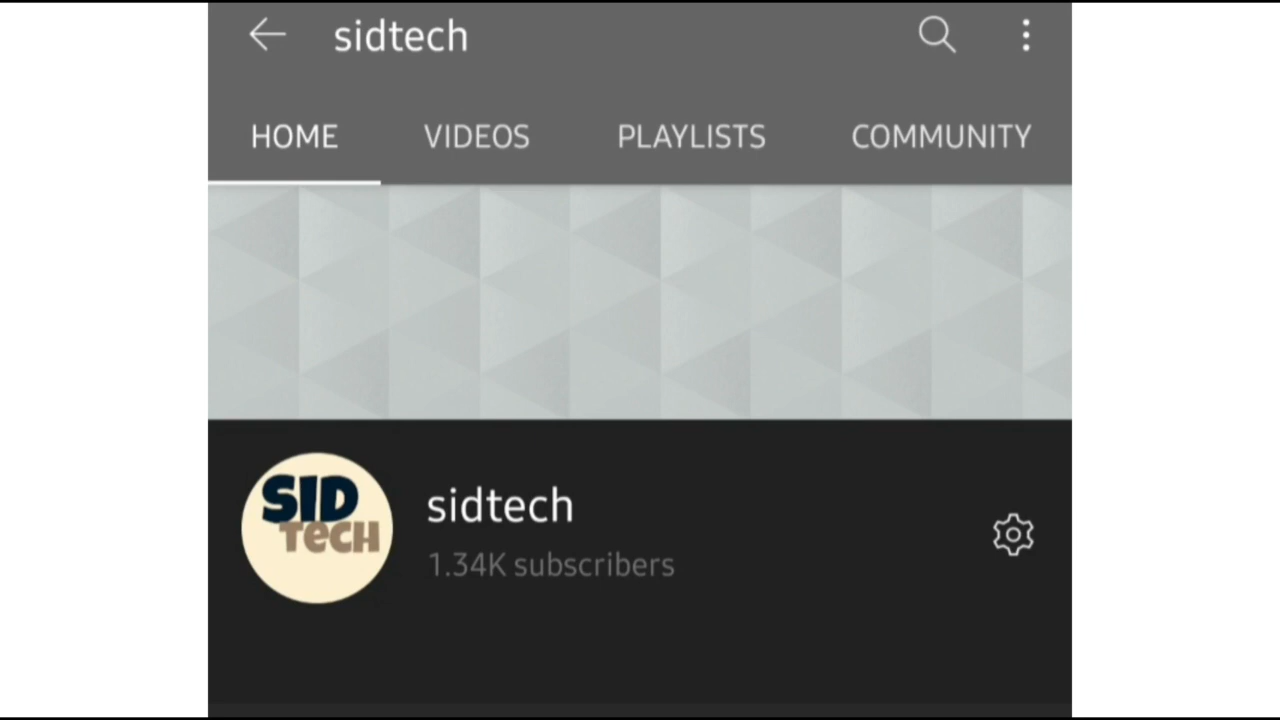 sidtech
HOME VIDEOS PLAYLISTS COMMUNITY
SID
TECH
sidtech
1.34K subscribers